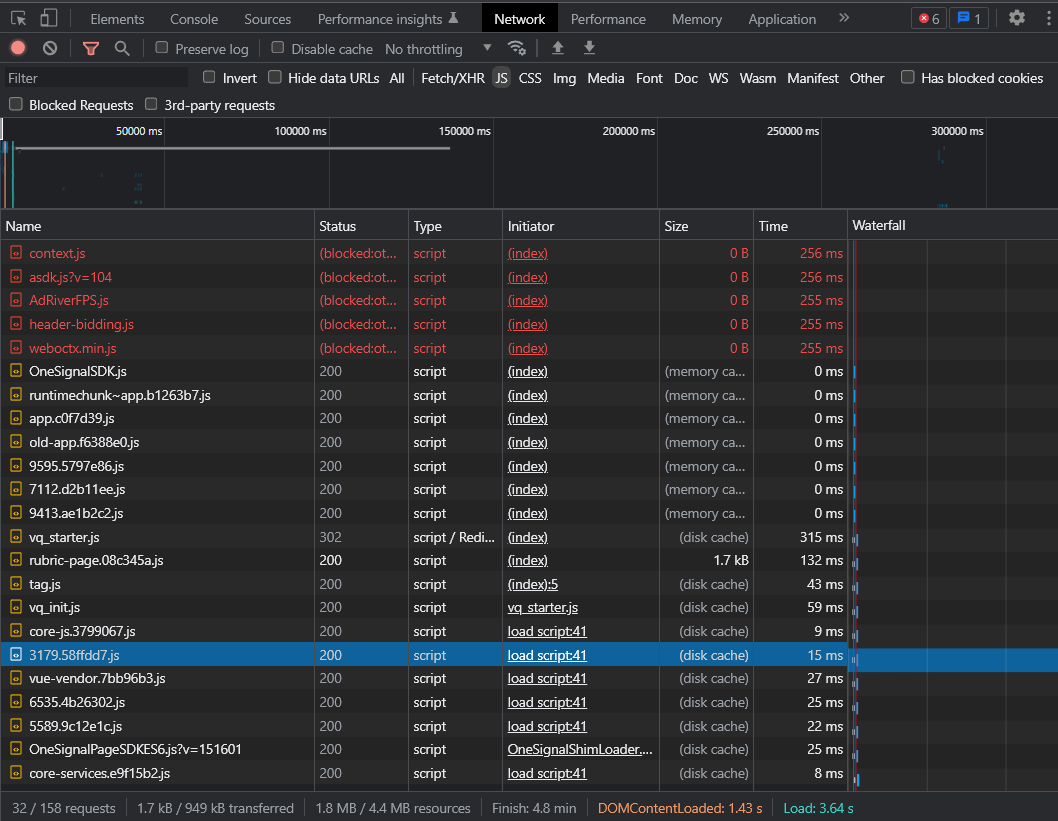 Elements Console Sources Performance insights Network Performance Memory Application » 6 1
Preserve log Disable cache No throttling
Filter Invert Hide data URLs All Fetch/XHR JS CSS Img Media Font Doc WS Wasm Manifest Other Has blocked cookies
Blocked Requests 3rd-party requests
50000 ms 100000 ms 150000 ms 200000 ms 250000 ms 300000 ms
Name Status Type Initiator Size Time Waterfall
context.js (blocked:ot... script (index) 0 B 256 ms
asdk.js?v=104 (blocked:ot... script (index) 0 B 256 ms
AdRiverFPS.js (blocked:ot... script (index) 0 B 255 ms
header-bidding.js (blocked:ot... script (index) 0 B 255 ms
weboctx.min.js (blocked:ot... script (index) 0 B 255 ms
OneSignalSDK.js 200 script (index) (memory ca... 0 ms
runtimechunk~app.b1263b7.js 200 script (index) (memory ca... 0 ms
app.c0f7d39.js 200 script (index) (memory ca... 0 ms
old-app.f6388e0.js 200 script (index) (memory ca... 0 ms
9595.5797e86.js 200 script (index) (memory ca... 0 ms
7112.d2b11ee.js 200 script (index) (memory ca... 0 ms
9413.ae1b2c2.js 200 script (index) (memory ca... 0 ms
vq_starter.js 302 script / Redi... (index) (disk cache) 315 ms
rubric-page.08c345a.js 200 script (index) 1.7 kB 132 ms
tag.js 200 script (index):5 (disk cache) 43 ms
vq_init.js 200 script vq_starter.js (disk cache) 59 ms
core-js.3799067.js 200 script load script:41 (disk cache) 9 ms
3179.58ffdd7.js 200 script load script:41 (disk cache) 15 ms
vue-vendor.7bb96b3.js 200 script load script:41 (disk cache) 27 ms
6535.4b26302.js 200 script load script:41 (disk cache) 25 ms
5589.9c12e1c.js 200 script load script:41 (disk cache) 22 ms
OneSignalPageSDKES6.js?v=151601 200 script OneSignalShimLoader.... (disk cache) 25 ms
core-services.e9f15b2.js 200 script load script:41 (disk cache) 8 ms
32 / 158 requests 1.7 kB / 949 kB transferred 1.8 MB / 4.4 MB resources Finish: 4.8 min DOMContentLoaded: 1.43 s Load: 3.64 s